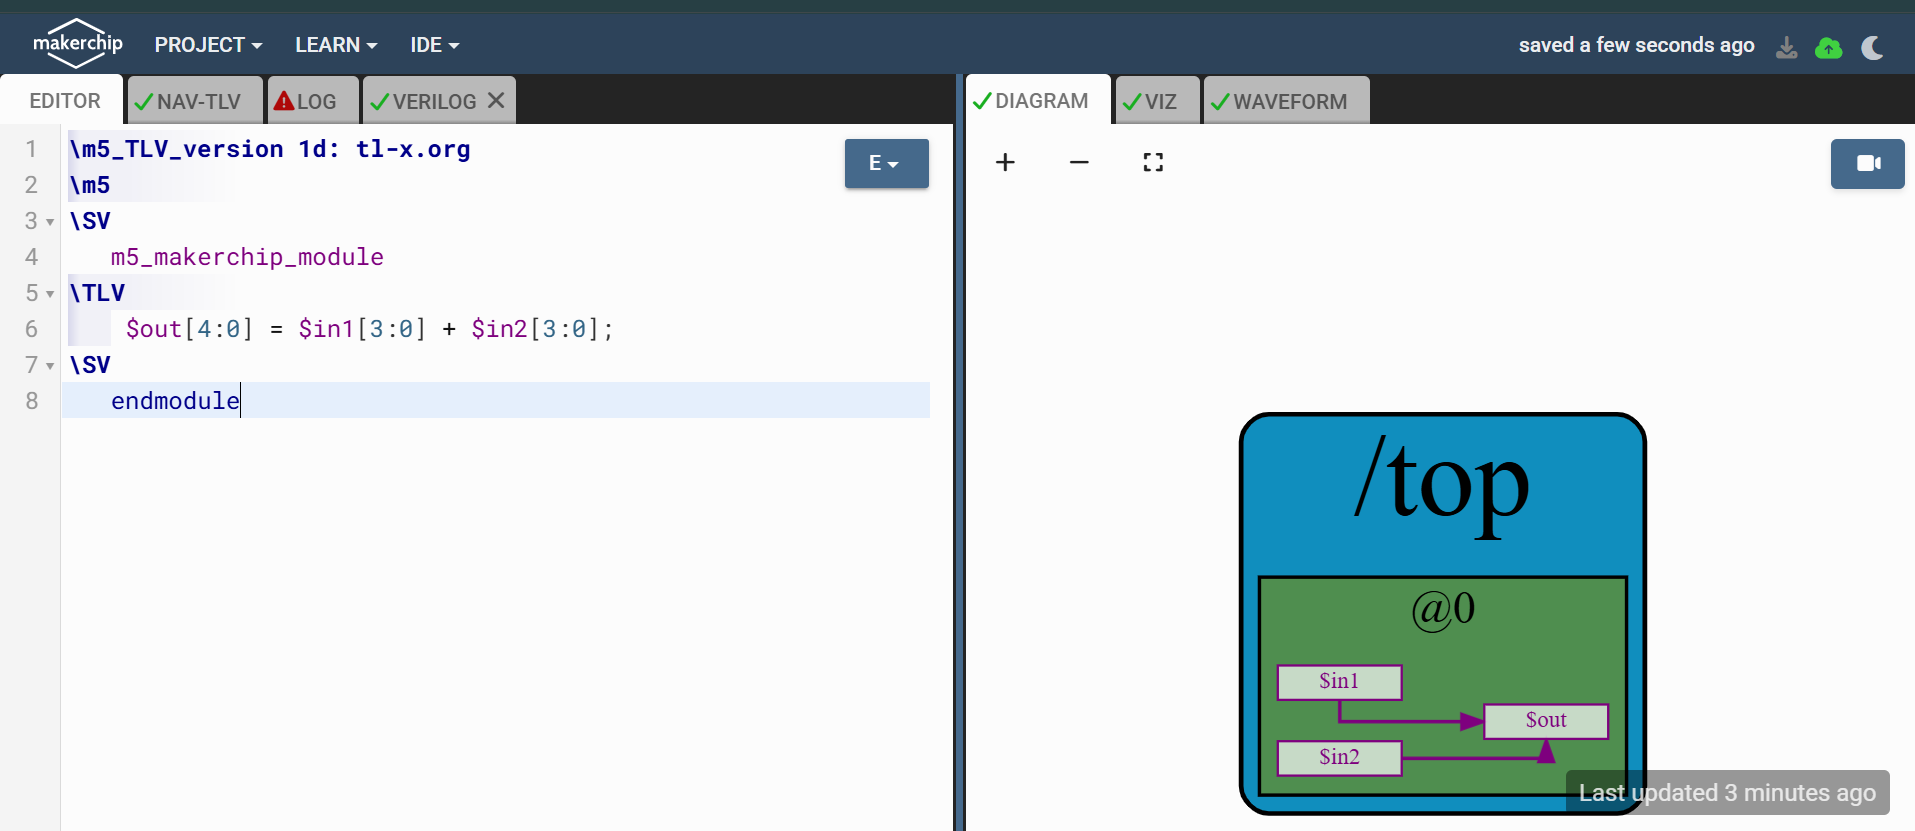 makerchip PROJECT LEARN IDE saved a few seconds ago
EDITOR NAV-TLV LOG VERILOG DIAGRAM VIZ WAVEFORM
1 \m5_TLV_version 1d: tl-x.org
2 \m5
3 \SV
4 m5_makerchip_module
5 \TLV
6 $out[4:0] = $in1[3:0] + $in2[3:0];
7 \SV
8 endmodule
E
/top
@0
$in1
$out
$in2
Last updated 3 minutes ago